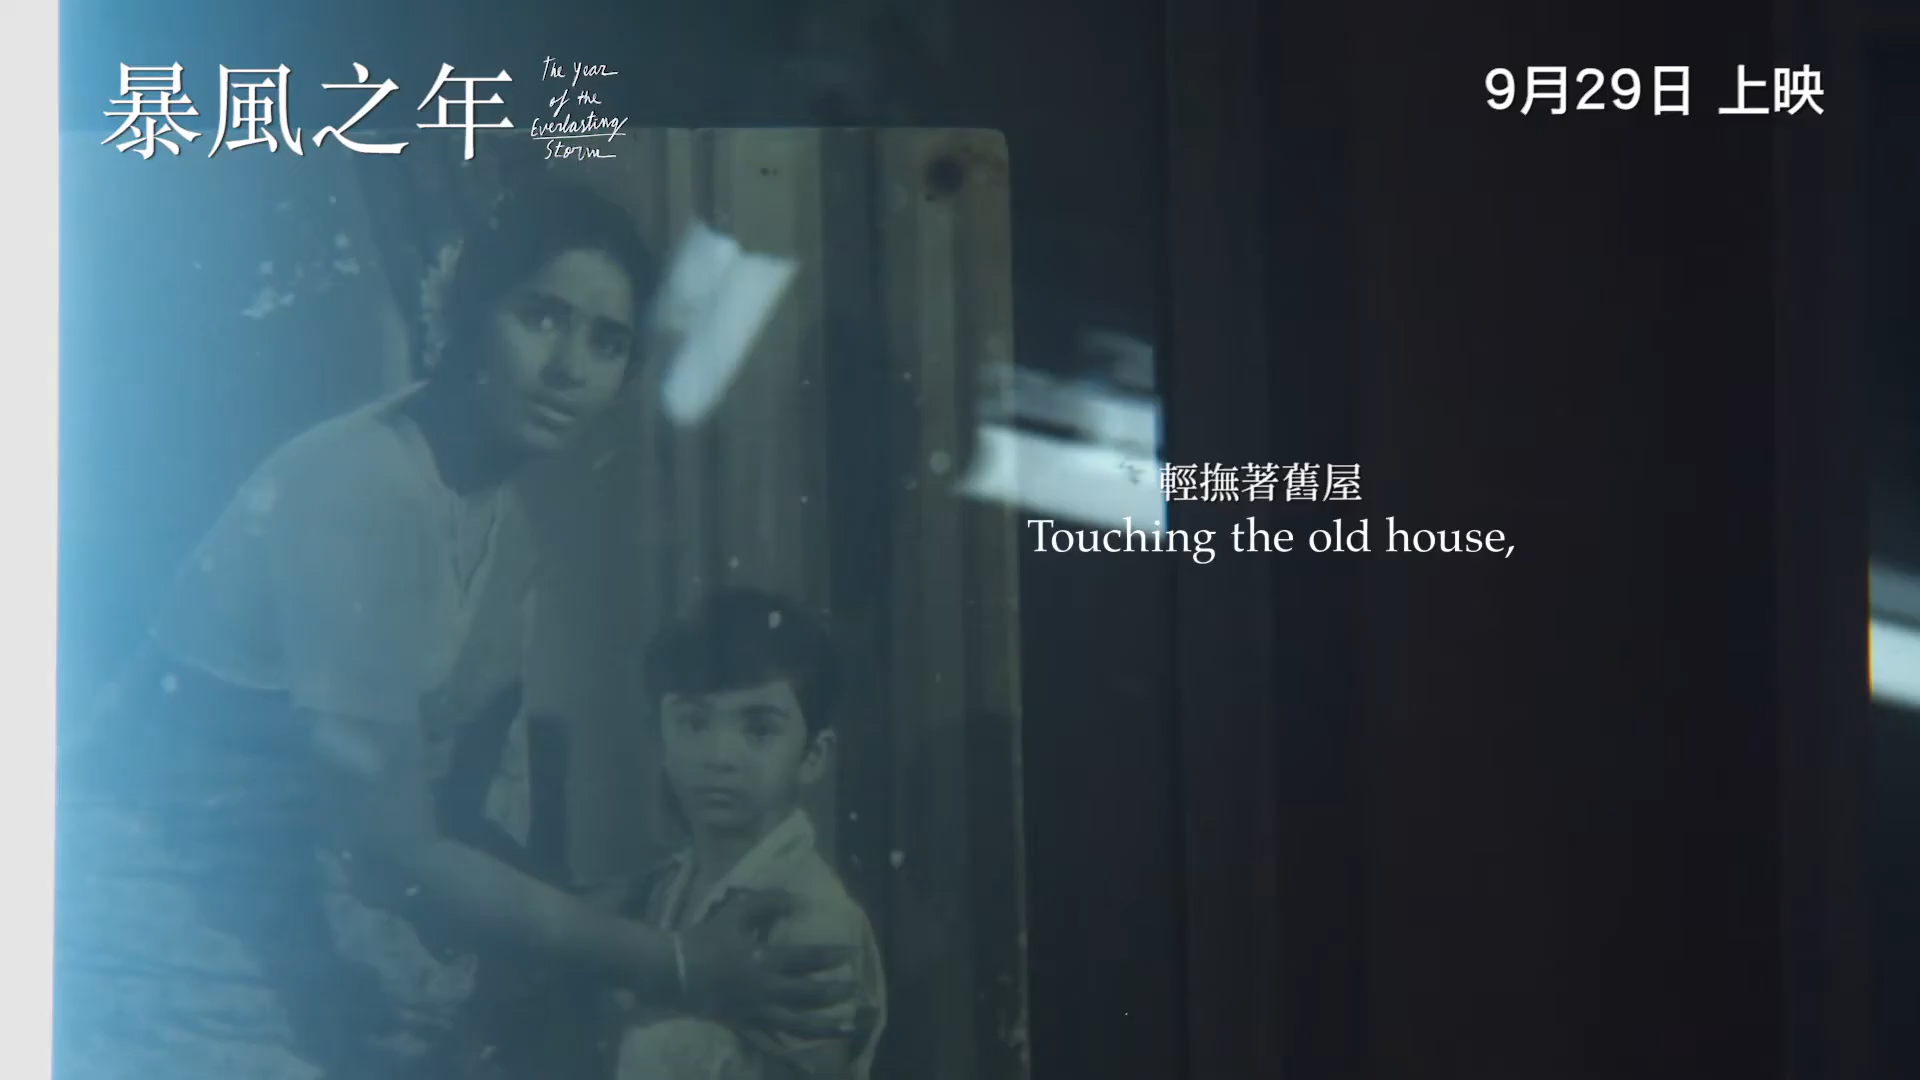 暴風之年
The Year
of the
Everlasting
Storm
9月29日 上映
輕撫著舊屋
Touching the old house,